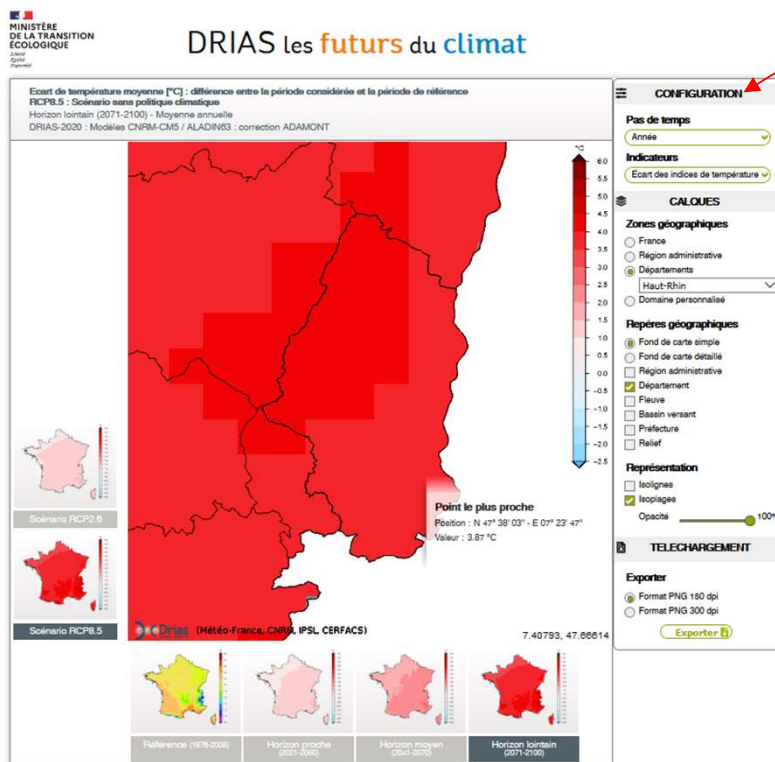 MINISTÈRE
DE LA TRANSITION
ÉCOLOGIQUE
Liberté
Égalité
Fraternité
DRIAS les futurs du climat
Ecart de température moyenne [°C] : différence entre la période considérée et la période de référence
RCP8.5 : Scénario sans politique climatique
Horizon lointain (2071-2100) - Moyenne annuelle
DRIAS-2020 : Modèles CNRM-CM5 / ALADIN63 : correction ADAMONT
°C
6.0
5.5
5.0
4.5
4.0
3.5
3.0
2.5
2.0
1.5
1.0
0.5
0.0
-0.5
-1.0
-1.5
-2.0
-2.5
Point le plus proche
Position : N 47° 38' 03'' - E 07° 23' 47''
Valeur : 3.87 °C
Drias (Météo-France, CNRM, IPSL, CERFACS)
7.40793, 47.66614
Scénario RCP2.6
Scénario RCP8.5
Référence (1976-2005)
Horizon proche
(2021-2050)
Horizon moyen
(2041-2070)
Horizon lointain
(2071-2100)
CONFIGURATION
Pas de temps
Année
Indicateurs
Ecart des indices de température
CALQUES
Zones géographiques
France
Région administrative
Départements
Haut-Rhin
Domaine personnalisé
Repères géographiques
Fond de carte simple
Fond de carte détaillé
Région administrative
Département
Fleuve
Bassin versant
Préfecture
Relief
Représentation
Isolignes
Isoplages
Opacité 100%
TELECHARGEMENT
Exporter
Format PNG 150 dpi
Format PNG 300 dpi
Exporter